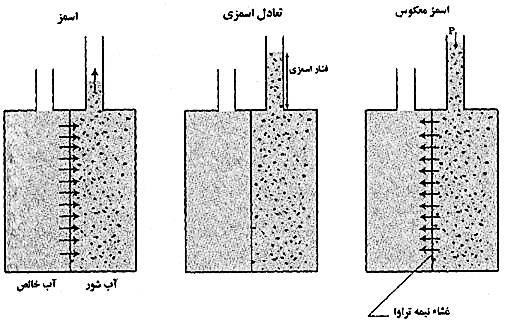 اسمز معکوس
تعادل اسمزی
اسمز
P
فشار اسمزی
آب شور
آب خالص
غشاء نیمه تراوا